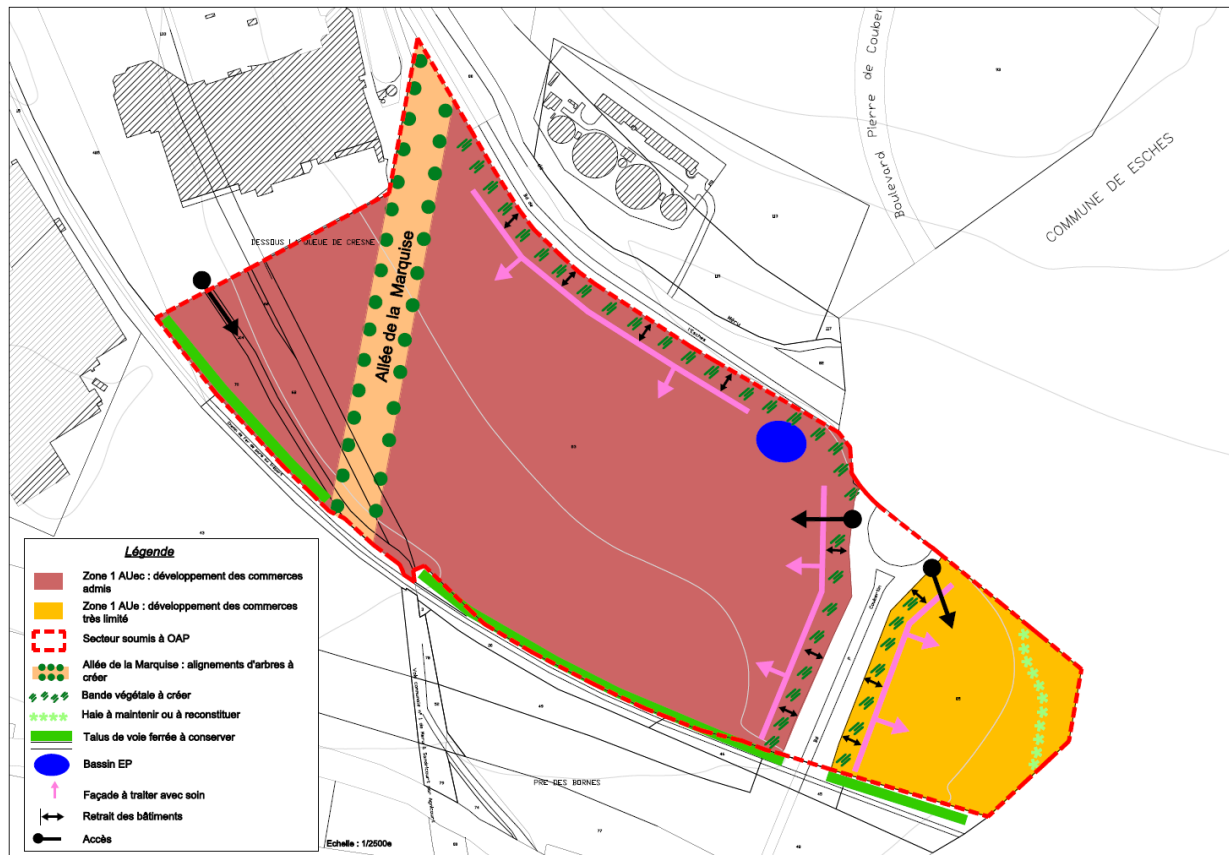 Boulevard Pierre de Couber
COMMUNE DE ESCHES
DESSOUS LA QUEUE DE CRESNE
Allée de la Marquise
l'Esches
MERU
PRE DES BORNES
Légende
Zone 1 AUec : développement des commerces
admis
Zone 1 AUe : développement des commerces
très limité
Secteur soumis à OAP
Allée de la Marquise : alignements d'arbres à
créer
Bande végétale à créer
Haie à maintenir ou à reconstituer
Talus de voie ferrée à conserver
Bassin EP
Façade à traiter avec soin
Retrait des bâtiments
Accès
Echelle : 1/2500e